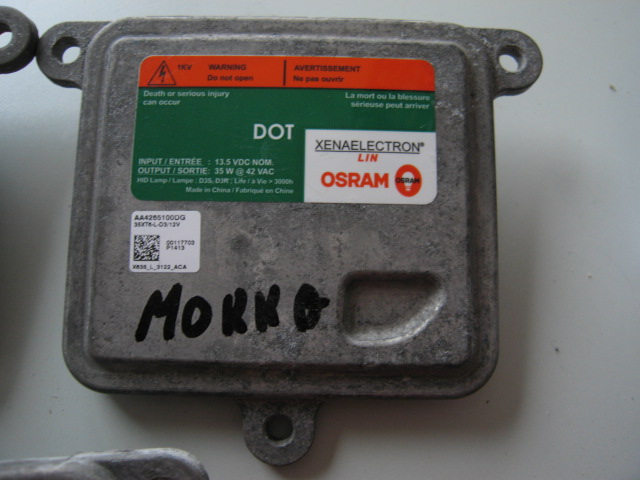 1KV WARNING
Do not open
AVERTISSEMENT
Ne pas ouvrir
Death or serious injury
can occur
La mort ou la blessure
sérieuse peut arriver
DOT
XENAELECTRON®
LIN
OSRAM
OSRAM
INPUT / ENTRÉE : 13.5 VDC NOM.
OUTPUT / SORTIE: 35 W @ 42 VAC
HID Lamp / Lampe : D3S, D3R ; Life / à Vie > 3000h
Made in China / Fabriqué en Chine
AA4265100DG
35XT6-L-D3/12V
00117703
P1413
X635_L_3122_ACA
MOKKA